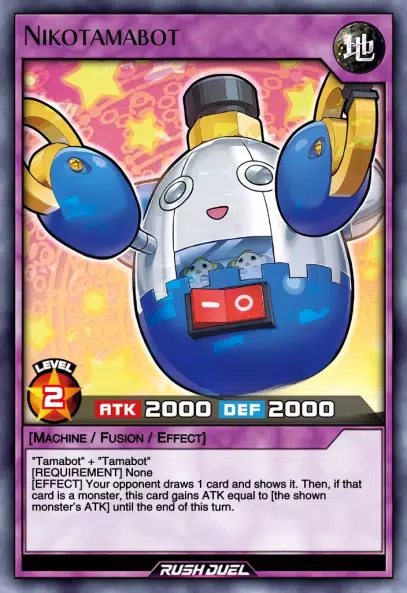 Nikotamabot
地
LEVEL
2
ATK 2000 DEF 2000
[Machine / Fusion / Effect]
"Tamabot" + "Tamabot"
[REQUIREMENT] None
[EFFECT] Your opponent draws 1 card and shows it. Then, if that
card is a monster, this card gains ATK equal to [the shown
monster's ATK] until the end of this turn.
RUSH DUEL